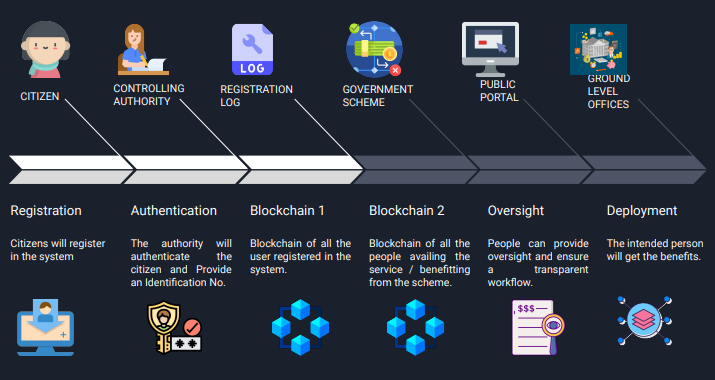 LOG
CITIZEN
CONTROLLING
AUTHORITY
REGISTRATION
LOG
GOVERNMENT
SCHEME
PUBLIC
PORTAL
GROUND
LEVEL
OFFICES
Registration
Citizens will register
in the system
Authentication
The authority will
authenticate the
citizen and Provide
an Identification No.
Blockchain 1
Blockchain of all the
user registered in the
system.
Blockchain 2
Blockchain of all the
people availing the
service / benefitting
from the scheme.
Oversight
People can provide
oversight and ensure
a transparent
workflow.
Deployment
The intended person
will get the benefits.
$$$